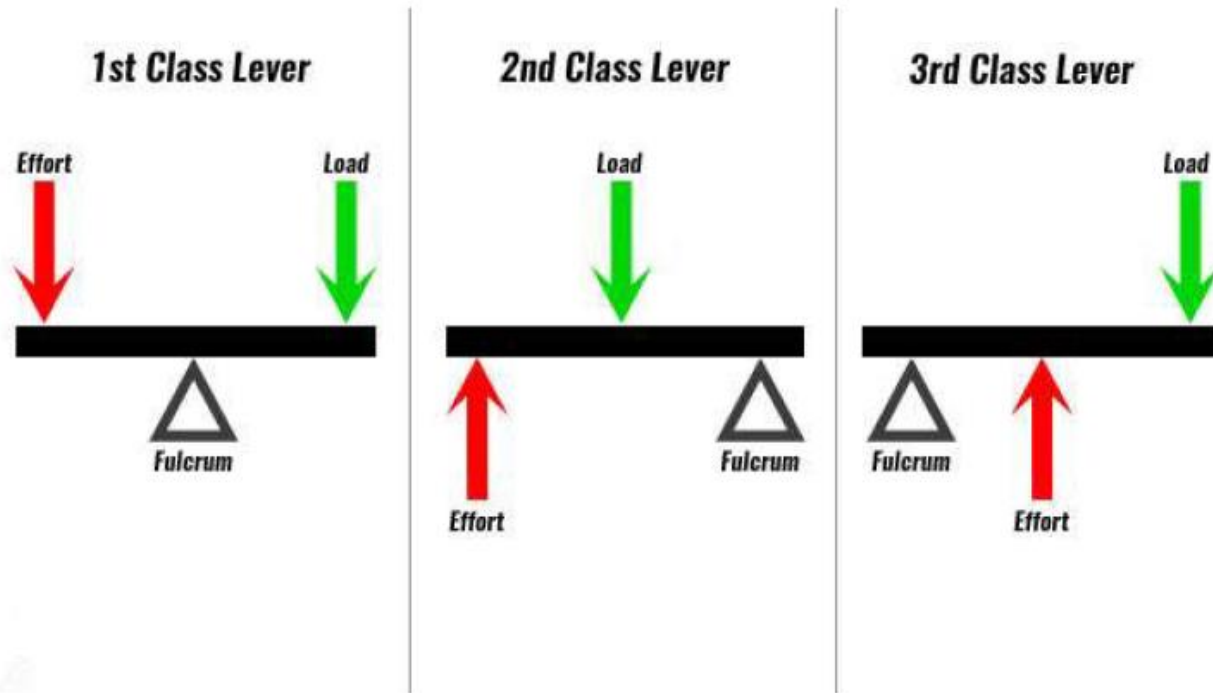 1st Class Lever
Effort
Load
Fulcrum
2nd Class Lever
Load
Fulcrum
Effort
3rd Class Lever
Load
Fulcrum
Effort